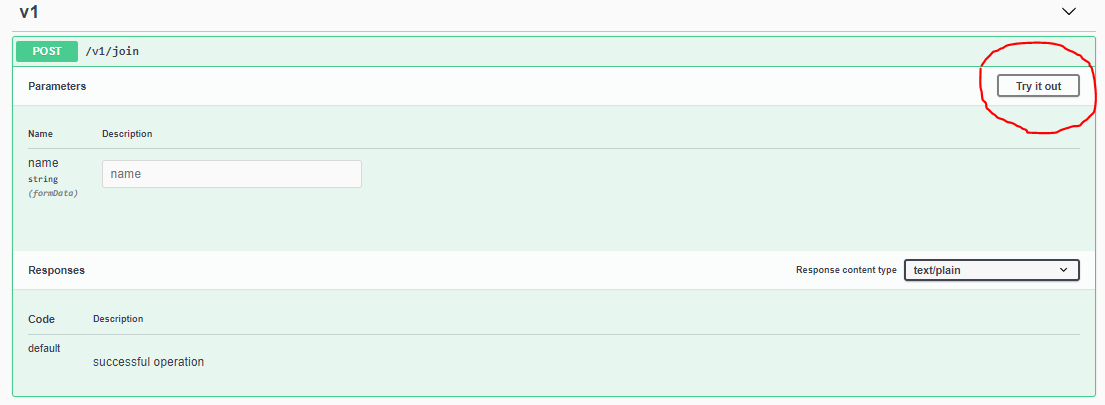 v1
POST /v1/join
Parameters Try it out
Name Description
name name
string
(formData)
Responses Response content type text/plain
Code Description
default
successful operation